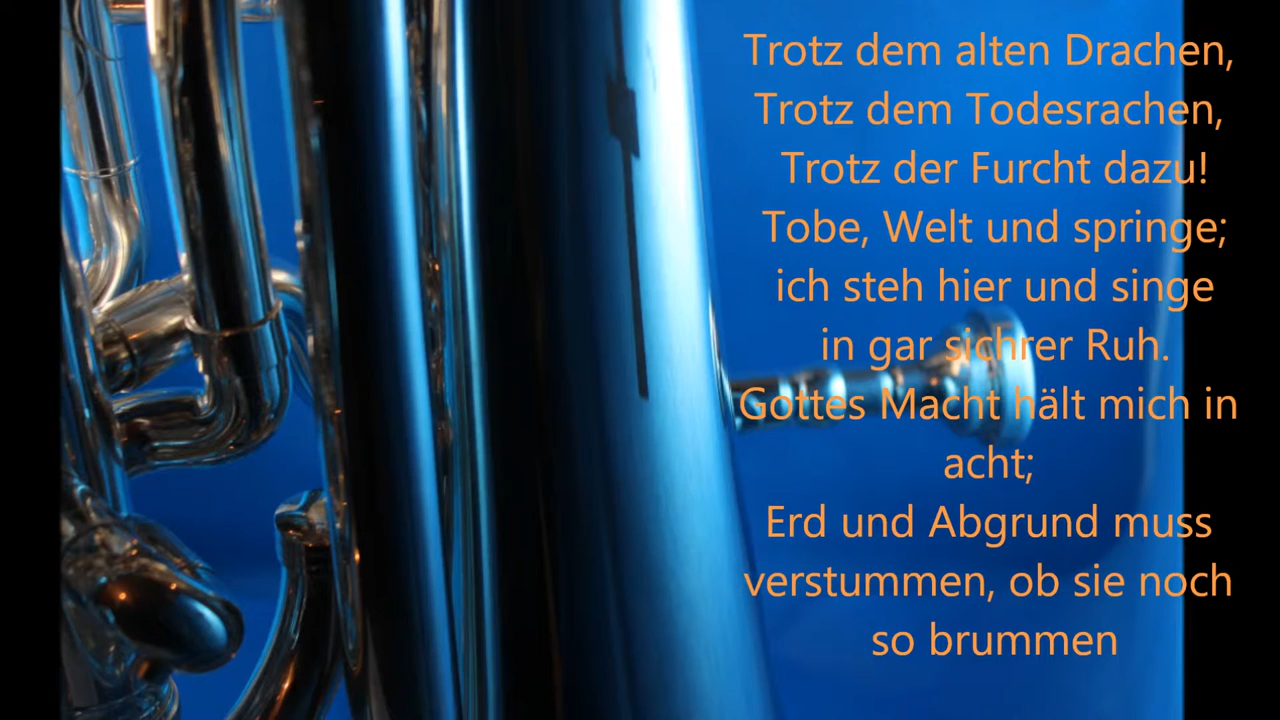 Trotz dem alten Drachen,
Trotz dem Todesrachen,
Trotz der Furcht dazu!
Tobe, Welt und springe;
ich steh hier und singe
in gar sichrer Ruh.
Gottes Macht hält mich in
acht;
Erd und Abgrund muss
verstummen, ob sie noch
so brummen